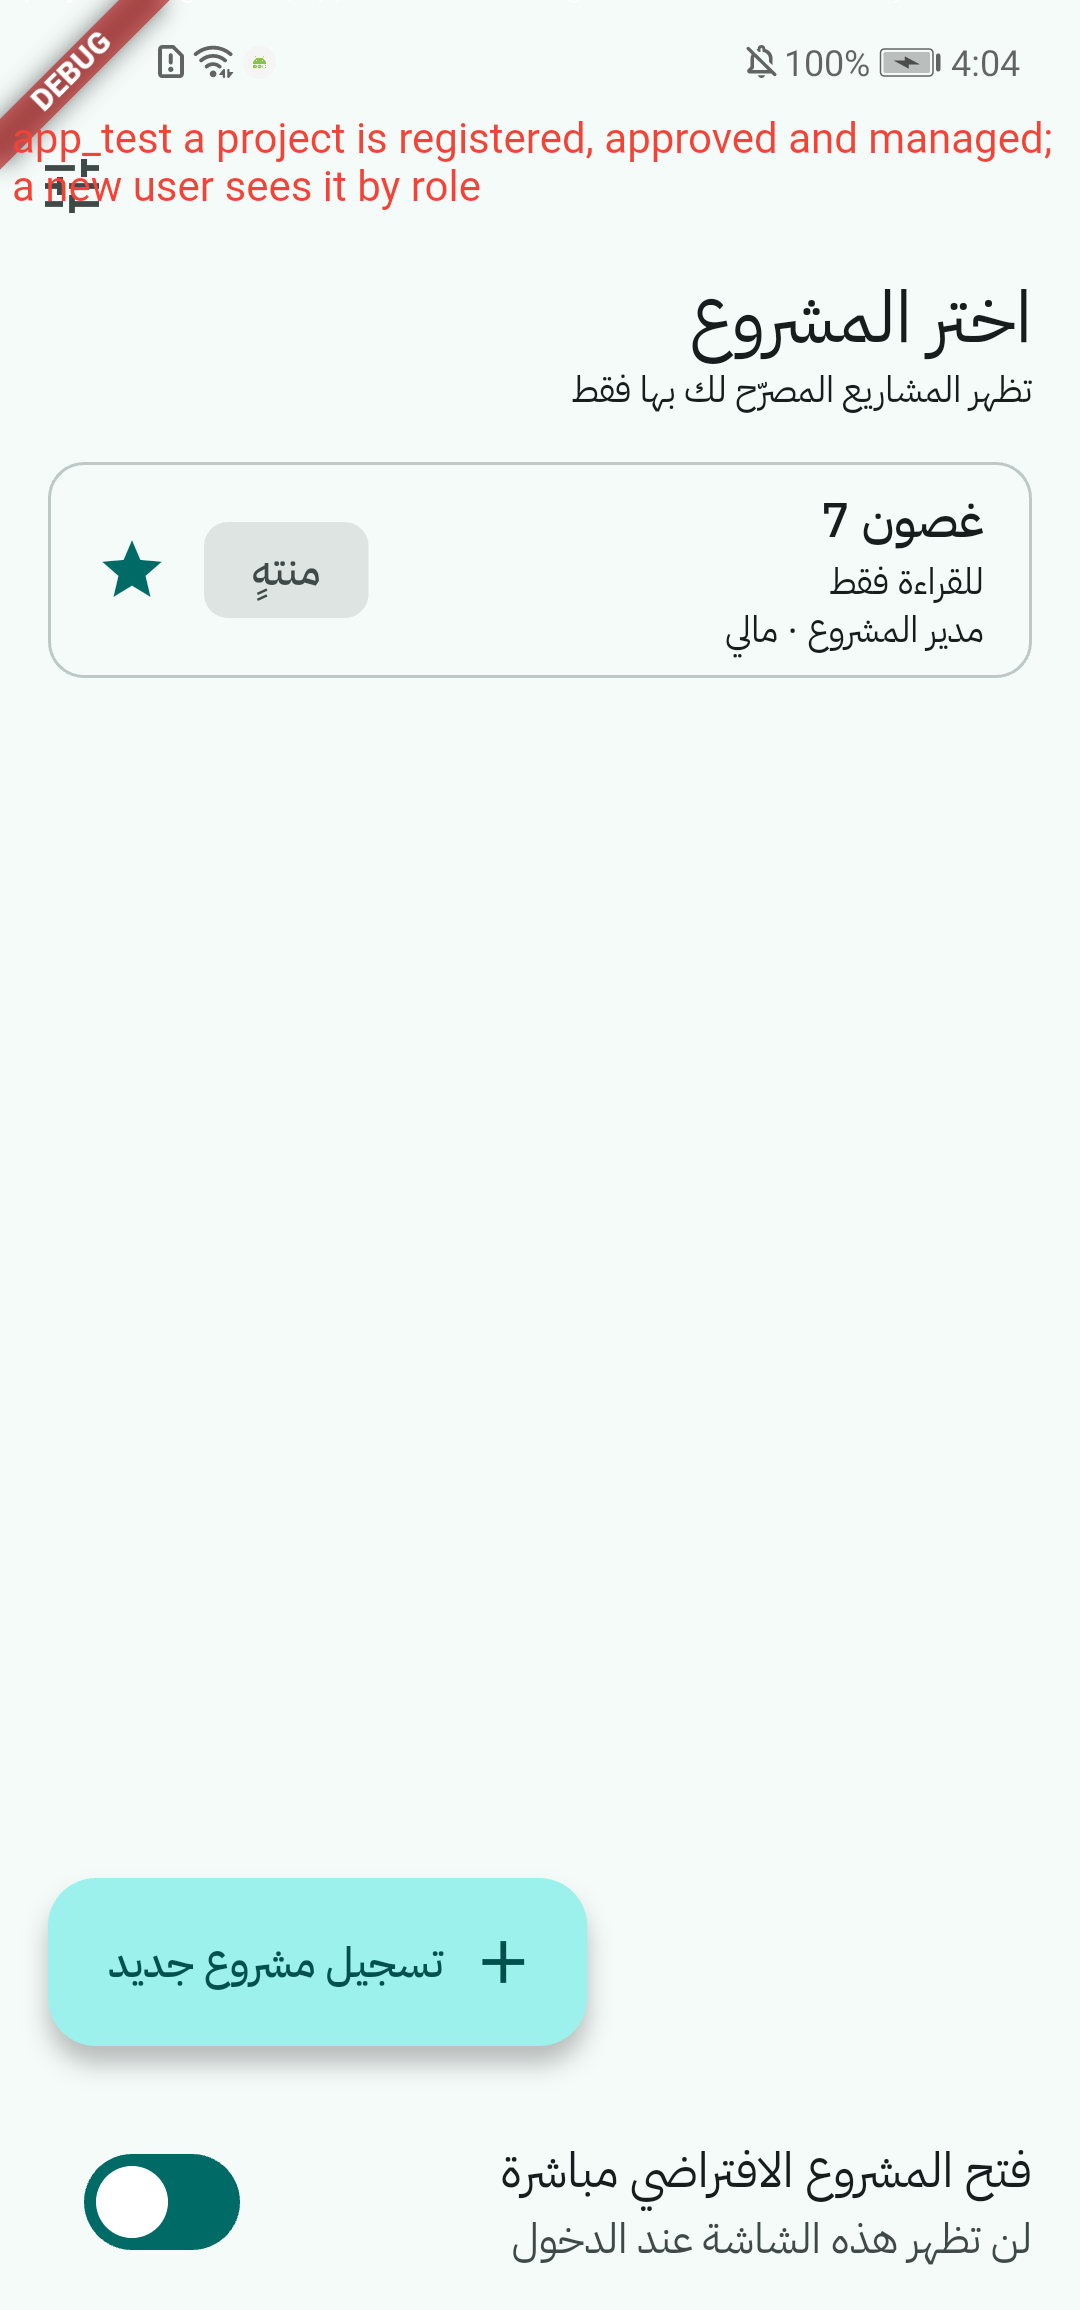 DEBUG
100% 4:04
app_test a project is registered, approved and managed;
a new user sees it by role
اختر المشروع
تظهر المشاريع المصرّح لك بها فقط
غصون 7
للقراءة فقط
مدير المشروع · مالي
منتهٍ
تسجيل مشروع جديد
فتح المشروع الافتراضي مباشرة
لن تظهر هذه الشاشة عند الدخول